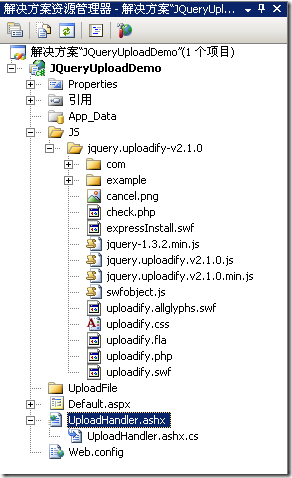 解决方案资源管理器 - 解决方案“JQueryUpl...
解决方案“JQueryUploadDemo”(1 个项目)
JQueryUploadDemo
Properties
引用
App_Data
JS
jquery.uploadify-v2.1.0
com
example
cancel.png
check.php
expressInstall.swf
jquery-1.3.2.min.js
jquery.uploadify.v2.1.0.js
jquery.uploadify.v2.1.0.min.js
swfobject.js
uploadify.allglyphs.swf
uploadify.css
uploadify.fla
uploadify.php
uploadify.swf
UploadFile
Default.aspx
UploadHandler.ashx
UploadHandler.ashx.cs
Web.config